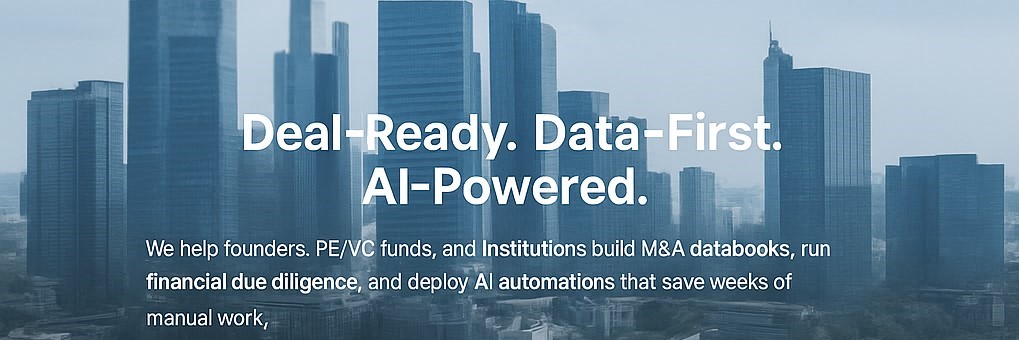 Deal-Ready. Data-First.
AI-Powered.
We help founders. PE/VC funds, and Institutions build M&A databooks, run
financial due diligence, and deploy AI automations that save weeks of
manual work,